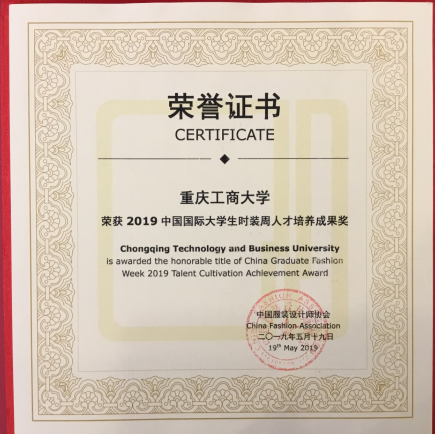 荣誉证书
CERTIFICATE
重庆工商大学
荣获 2019 中国国际大学生时装周人才培养成果奖
Chongqing Technology and Business University
is awarded the honorable title of China Graduate Fashion
Week 2019 Talent Cultivation Achievement Award
中国服装设计师协会
China Fashion Association
二〇一九年五月十九日
19th May 2019